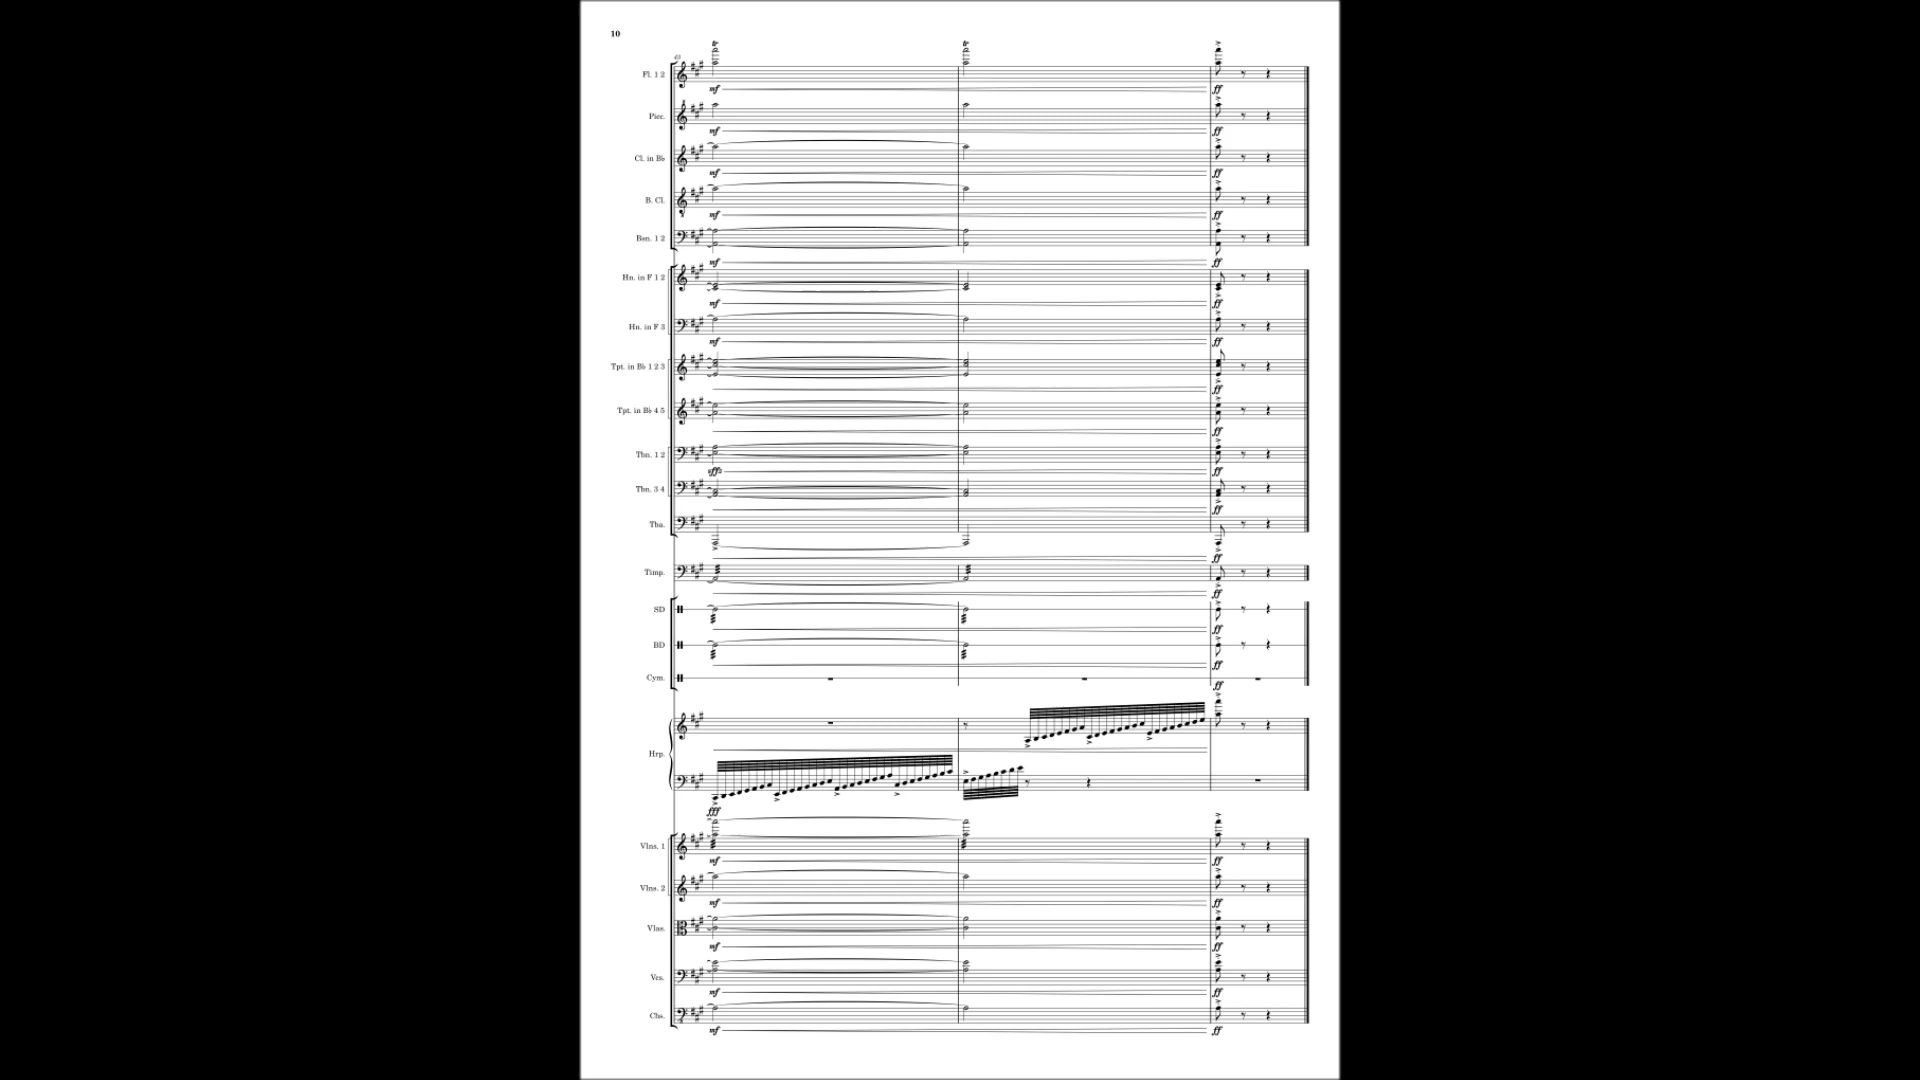 10
Fl. 1 2
mf ff
Picc.
mf ff
Cl. in B♭
mf ff
B. Cl.
mf ff
Bsn. 1 2
mf ff
Hn. in F 1 2
mf ff
Hn. in F 3
mf ff
Tpt. in B♭ 1 2 3
ff
Tpt. in B♭ 4 5
ff
Tbn. 1 2
ff
Tbn. 3 4
ff
Tba.
ff
Timp.
ff
SD
ff
BD
ff
Cym.
ff
Hrp.
fff
Vlns. 1
mf ff
Vlns. 2
mf ff
Vlas.
mf ff
Vcs.
mf ff
Cbs.
mf ff